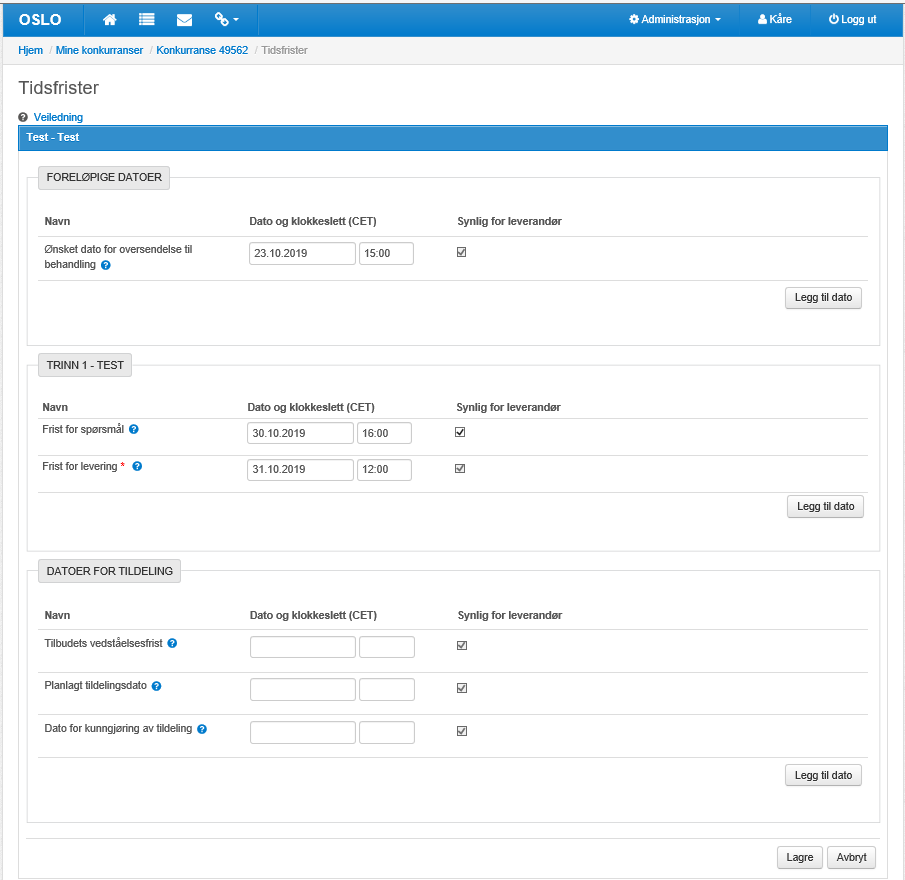 OSLO Administrasjon Kåre Logg ut
Hjem / Mine konkurranser / Konkurranse 49562 / Tidsfrister
Tidsfrister
Veiledning
Test - Test
FORELØPIGE DATOER
Navn Dato og klokkeslett (CET) Synlig for leverandør
Ønsket dato for oversendelse til
behandling 23.10.2019 15:00
Legg til dato
TRINN 1 - TEST
Navn Dato og klokkeslett (CET) Synlig for leverandør
Frist for spørsmål 30.10.2019 16:00
Frist for levering * 31.10.2019 12:00
Legg til dato
DATOER FOR TILDELING
Navn Dato og klokkeslett (CET) Synlig for leverandør
Tilbudets vedståelsesfrist
Planlagt tildelingsdato
Dato for kunngjøring av tildeling
Legg til dato
Lagre Avbryt